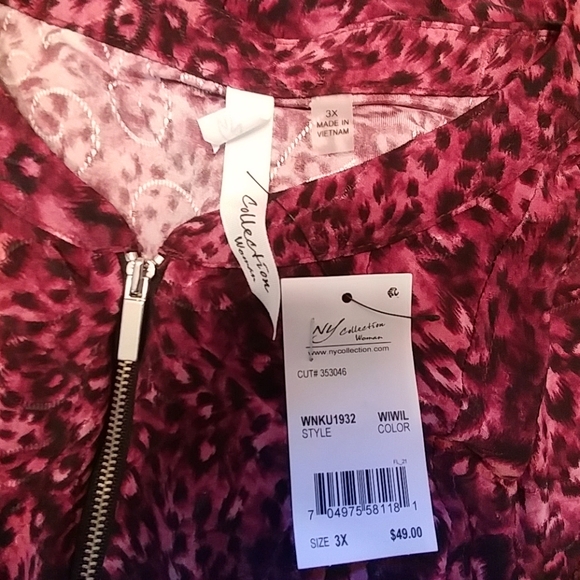 3X
MADE IN
VIETNAM
Collection
Woman
NY Collection
Woman
www.nycollection.com
CUT# 353046
WNKU1932 WIWIL
STYLE COLOR
FL_21
7 04975 58118 1
SIZE 3X $49.00